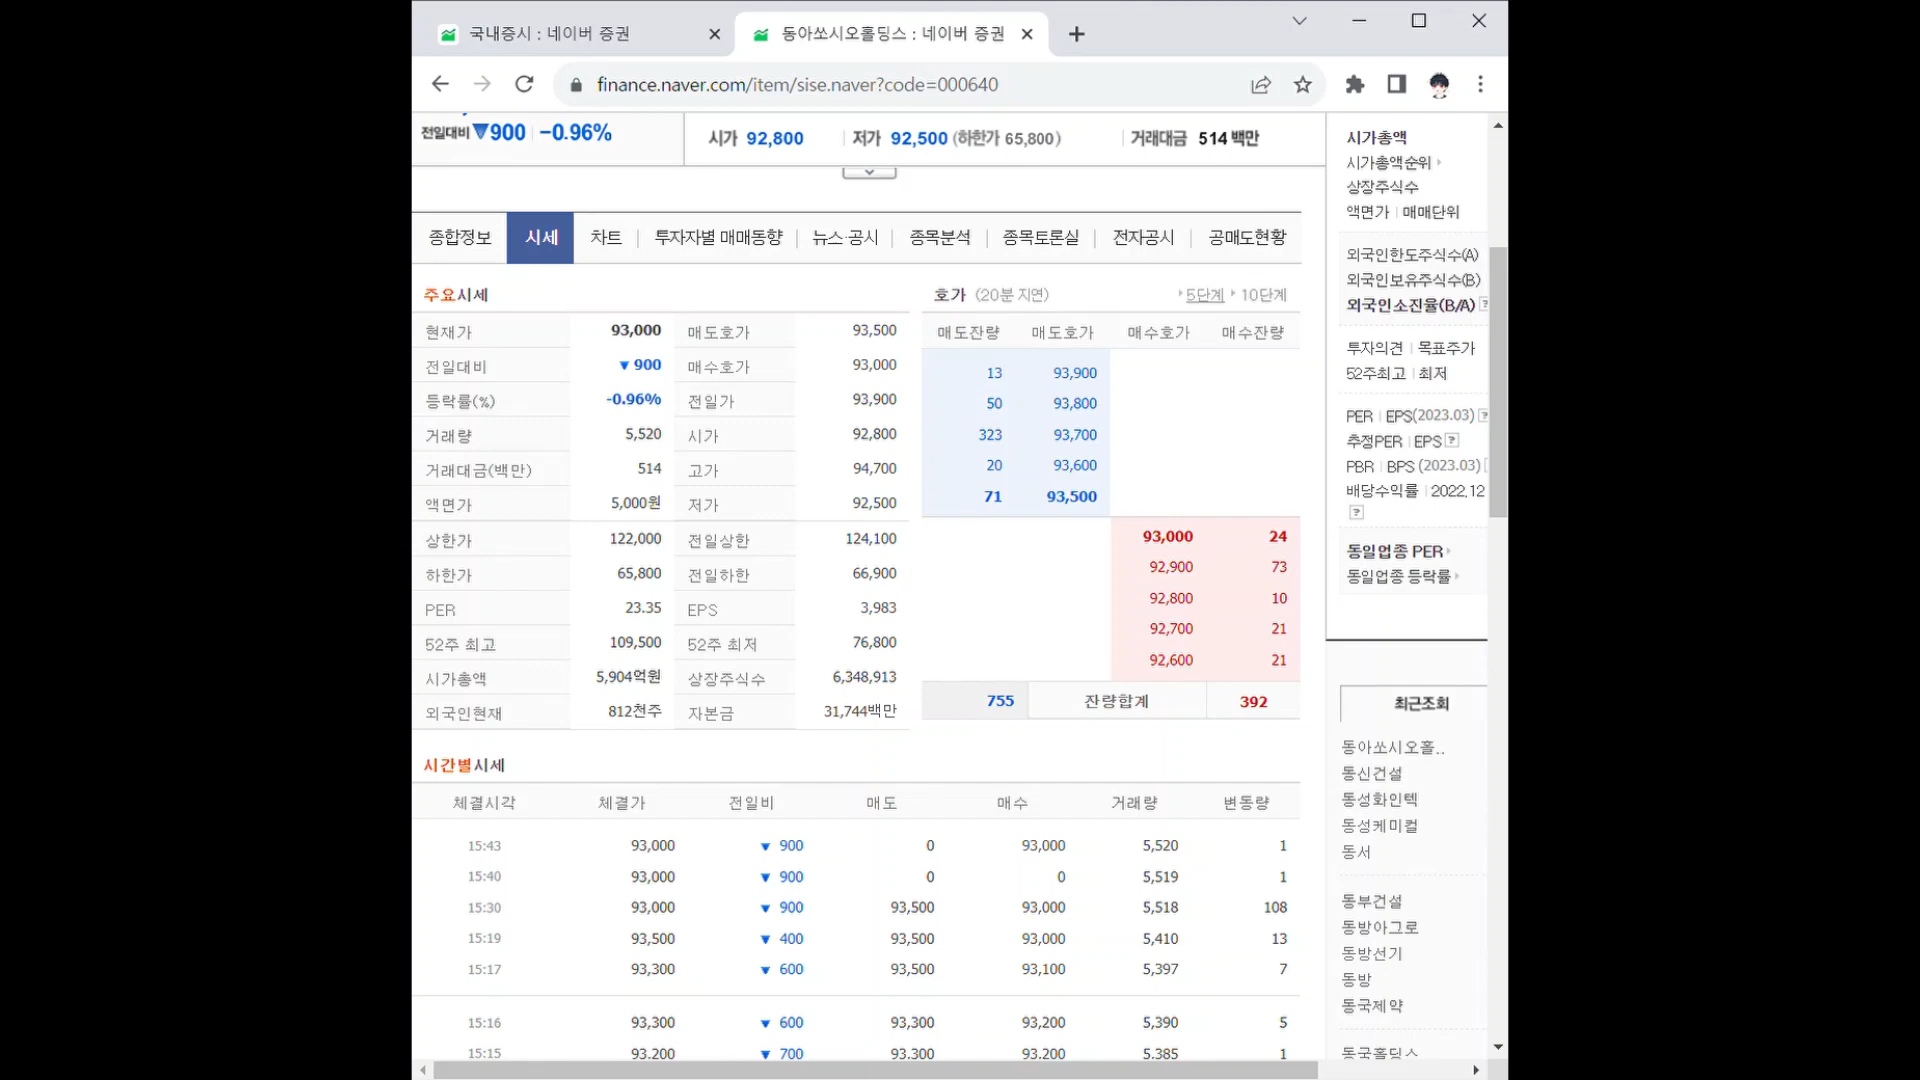 국내증시 : 네이버 증권
동아쏘시오홀딩스 : 네이버 증권
finance.naver.com/item/sise.naver?code=000640
전일대비 ▼900 -0.96%
시가 92,800 저가 92,500 (하한가 65,800) 거래대금 514 백만
종합정보 시세 차트 투자자별 매매동향 뉴스·공시 종목분석 종목토론실 전자공시 공매도현황
주요시세
현재가 93,000 매도호가 93,500
전일대비 ▼ 900 매수호가 93,000
등락률(%) -0.96% 전일가 93,900
거래량 5,520 시가 92,800
거래대금(백만) 514 고가 94,700
액면가 5,000원 저가 92,500
상한가 122,000 전일상한 124,100
하한가 65,800 전일하한 66,900
PER 23.35 EPS 3,983
52주 최고 109,500 52주 최저 76,800
시가총액 5,904억원 상장주식수 6,348,913
외국인현재 812천주 자본금 31,744백만
호가 (20분 지연) 5단계 10단계
매도잔량 매도호가 매수호가 매수잔량
13 93,900
50 93,800
323 93,700
20 93,600
71 93,500
93,000 24
92,900 73
92,800 10
92,700 21
92,600 21
755 잔량합계 392
시간별시세
체결시각 체결가 전일비 매도 매수 거래량 변동량
15:43 93,000 ▼ 900 0 93,000 5,520 1
15:40 93,000 ▼ 900 0 0 5,519 1
15:30 93,000 ▼ 900 93,500 93,000 5,518 108
15:19 93,500 ▼ 400 93,500 93,000 5,410 13
15:17 93,300 ▼ 600 93,500 93,100 5,397 7
15:16 93,300 ▼ 600 93,300 93,200 5,390 5
15:15 93,200 ▼ 700 93,300 93,200 5,385 1
시가총액
시가총액순위
상장주식수
액면가 매매단위
외국인한도주식수(A)
외국인보유주식수(B)
외국인소진율(B/A) ?
투자의견 목표주가
52주최고 최저
PER EPS(2023.03) ?
추정PER EPS ?
PBR BPS (2023.03)
배당수익률 2022.12
?
동일업종 PER
동일업종 등락률
최근조회
동아쏘시오홀..
동신건설
동성화인텍
동성케미컬
동서
동부건설
동방아그로
동방선기
동방
동국제약
동국홀딩스